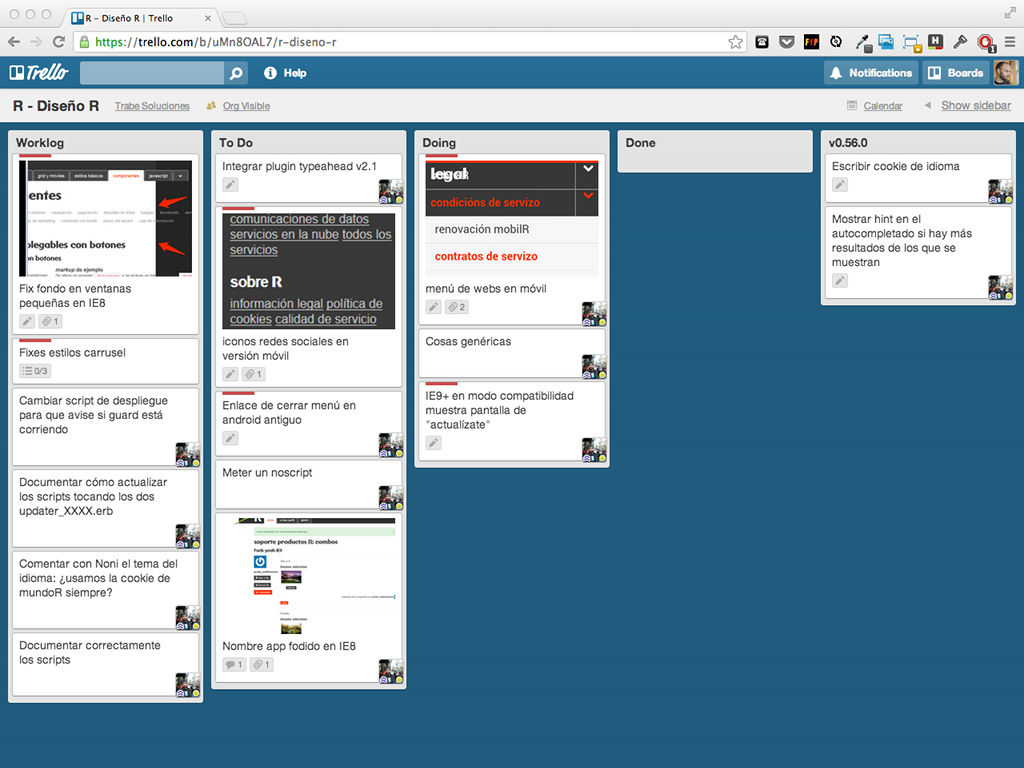 R – Diseño R | Trello
https://trello.com/b/uMn8OAL7/r-diseno-r
Trello
Help
Notifications
Boards
R - Diseño R
Trabe Soluciones
Org Visible
Calendar
Show sidebar
Worklog
grid y móviles
estilos básicos
componentes
javascript
entes
plegables con botones
on botones
markup de ejemplo
Fix fondo en ventanas
pequeñas en IE8
1
Fixes estilos carrusel
0/3
Cambiar script de despliegue
para que avise si guard está
corriendo
Documentar cómo actualizar
los scripts tocando los dos
updater_XXXX.erb
Comentar con Noni el tema del
idioma: ¿usamos la cookie de
mundoR siempre?
Documentar correctamente
los scripts
To Do
Integrar plugin typeahead v2.1
comunicaciones de datos
servicios en la nube todos los
servicios
sobre R
información legal política de
cookies calidad de servicio
iconos redes sociales en
versión móvil
1
Enlace de cerrar menú en
android antiguo
Meter un noscript
soporte productos R: combos
Fuck yeah IE9
Nombre app fodido en IE8
1
1
Doing
legal
condicións de servizo
renovación mobilR
contratos de servizo
menú de webs en móvil
2
Cosas genéricas
IE9+ en modo compatibilidad
muestra pantalla de
"actualízate"
Done
v0.56.0
Escribir cookie de idioma
Mostrar hint en el
autocompletado si hay más
resultados de los que se
muestran